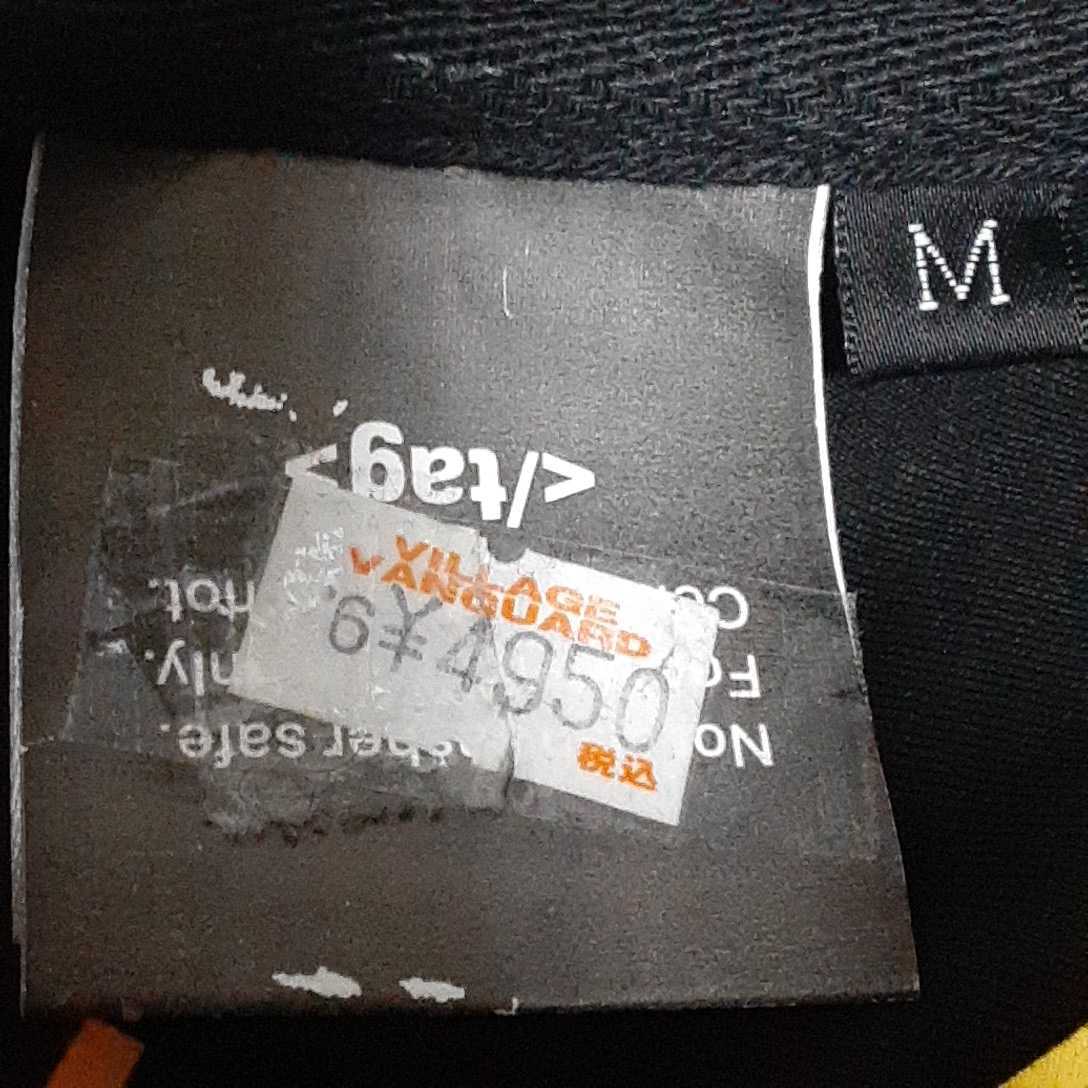 M
VILLAGE
VANGUARD
6¥4950
税込
safe.
</tag>